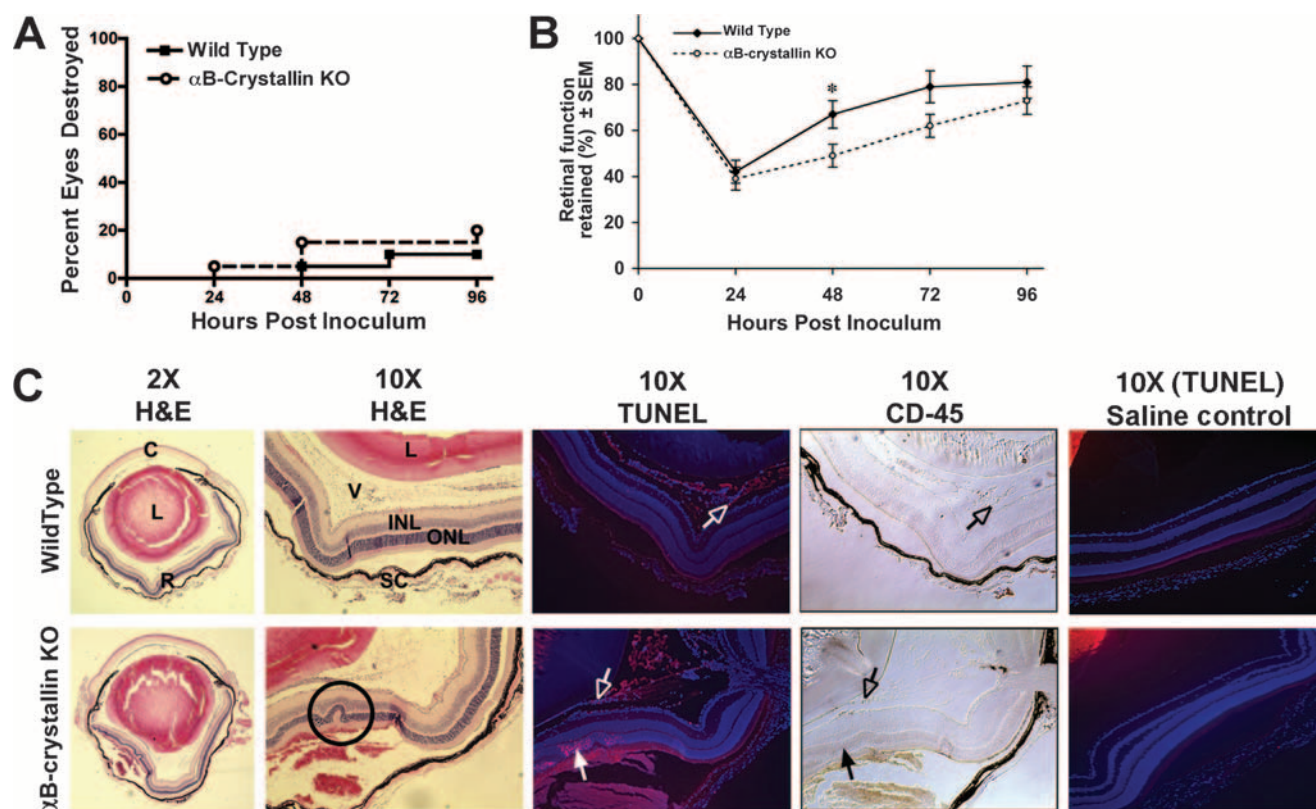 A
100
80
60
40
20
0
Percent Eyes Destroyed
Wild Type
αB-Crystallin KO
0 24 48 72 96
Hours Post Inoculum
B
100
80
60
40
20
0
Retinal function
retained (%) ± SEM
Wild Type
αB-crystallin KO
*
0 24 48 72 96
Hours Post Inoculum
C
2X
H&E
10X
H&E
10X
TUNEL
10X
CD-45
10X (TUNEL)
Saline control
WildType
C
L
R
L
V
INL
ONL
SC
αB-crystallin KO